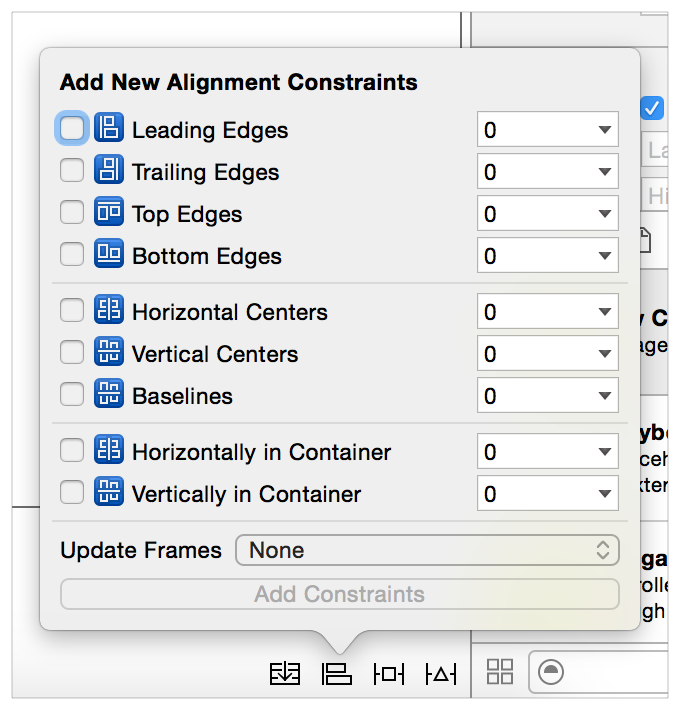 Add New Alignment Constraints
Leading Edges 0
Trailing Edges 0
Top Edges 0
Bottom Edges 0
Horizontal Centers 0
Vertical Centers 0
Baselines 0
Horizontally in Container 0
Vertically in Container 0
Update Frames None
Add Constraints